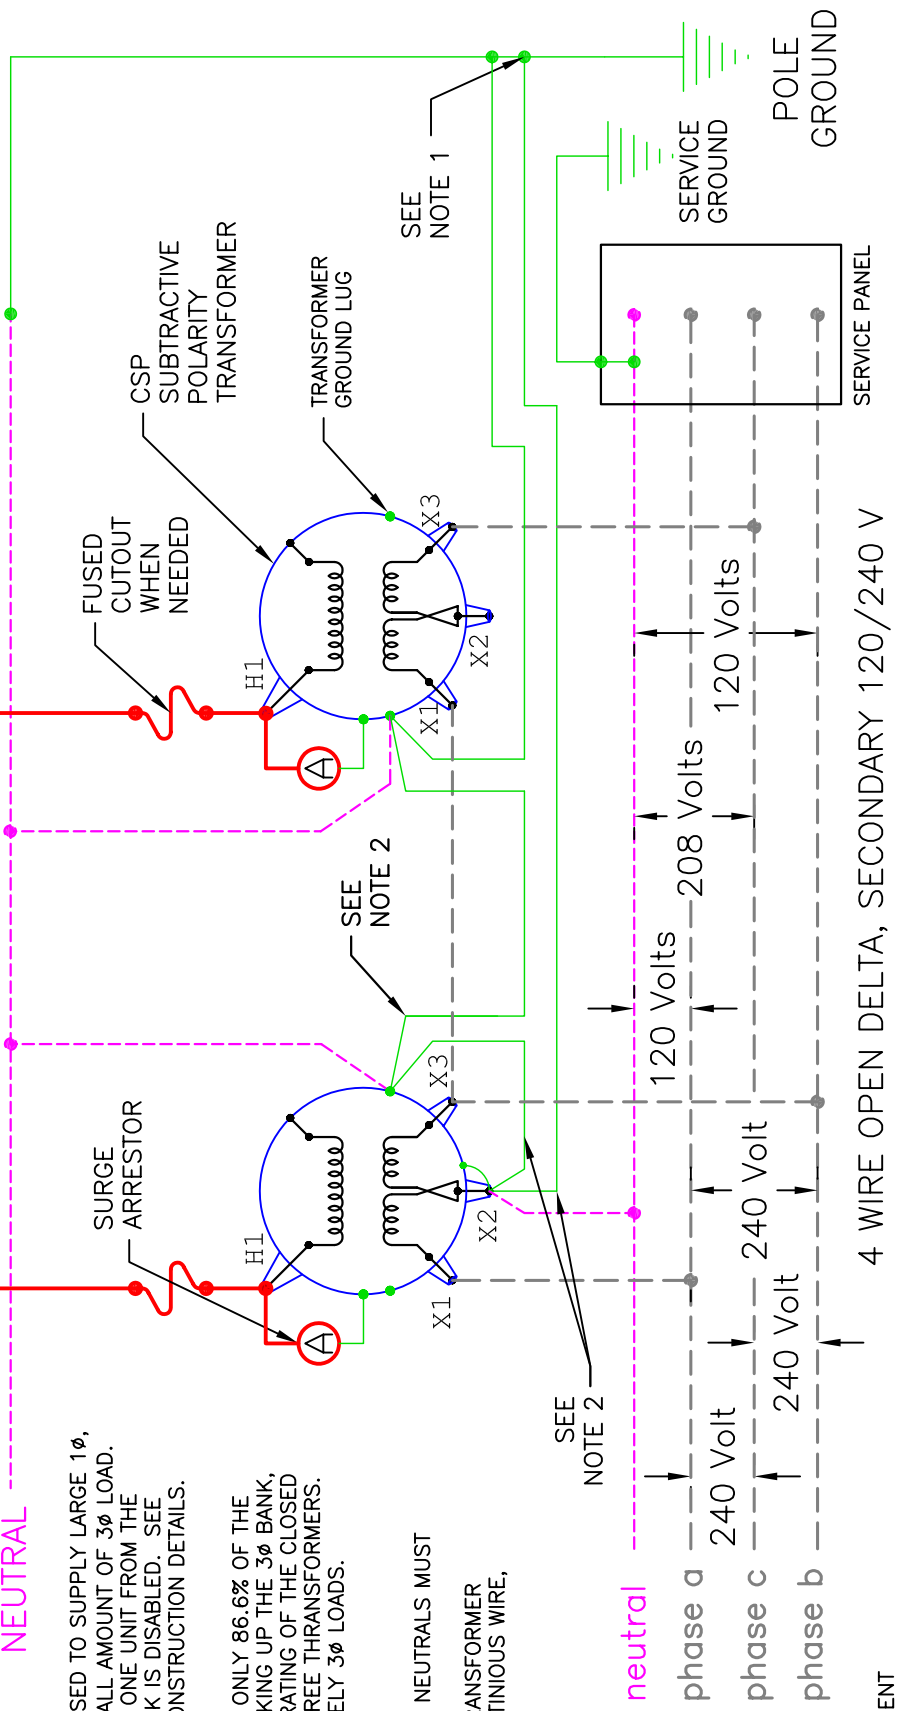 NEUTRAL
SED TO SUPPLY LARGE 1ø,
ALL AMOUNT OF 3ø LOAD.
ONE UNIT FROM THE
K IS DISABLED. SEE
ONSTRUCTION DETAILS.
ONLY 86.6% OF THE
KING UP THE 3ø BANK,
RATING OF THE CLOSED
REE THRANSFORMERS.
ELY 3ø LOADS.
NEUTRALS MUST
ANSFORMER
TINIOUS WIRE,
SURGE
ARRESTOR
FUSED
CUTOUT
WHEN
NEEDED
CSP
SUBTRACTIVE
POLARITY
TRANSFORMER
TRANSFORMER
GROUND LUG
H1
A
X1
X2
X3
H1
A
X1
X2
X3
SEE
NOTE 2
SEE
NOTE 1
SEE
NOTE 2
SERVICE
GROUND
POLE
GROUND
SERVICE PANEL
neutral
phase a
phase c
phase b
240 Volt
240 Volt
240 Volt
120 Volts
208 Volts
120 Volts
4 WIRE OPEN DELTA, SECONDARY 120/240 V
ENT